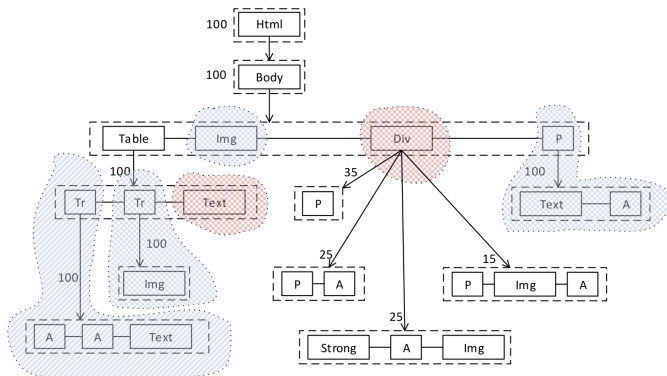 100 Html
100 Body
Table Img Div P
100 35 100
Tr Tr Text P Text A
100
25 15
100 Img P A P Img A
25
A A Text Strong A Img